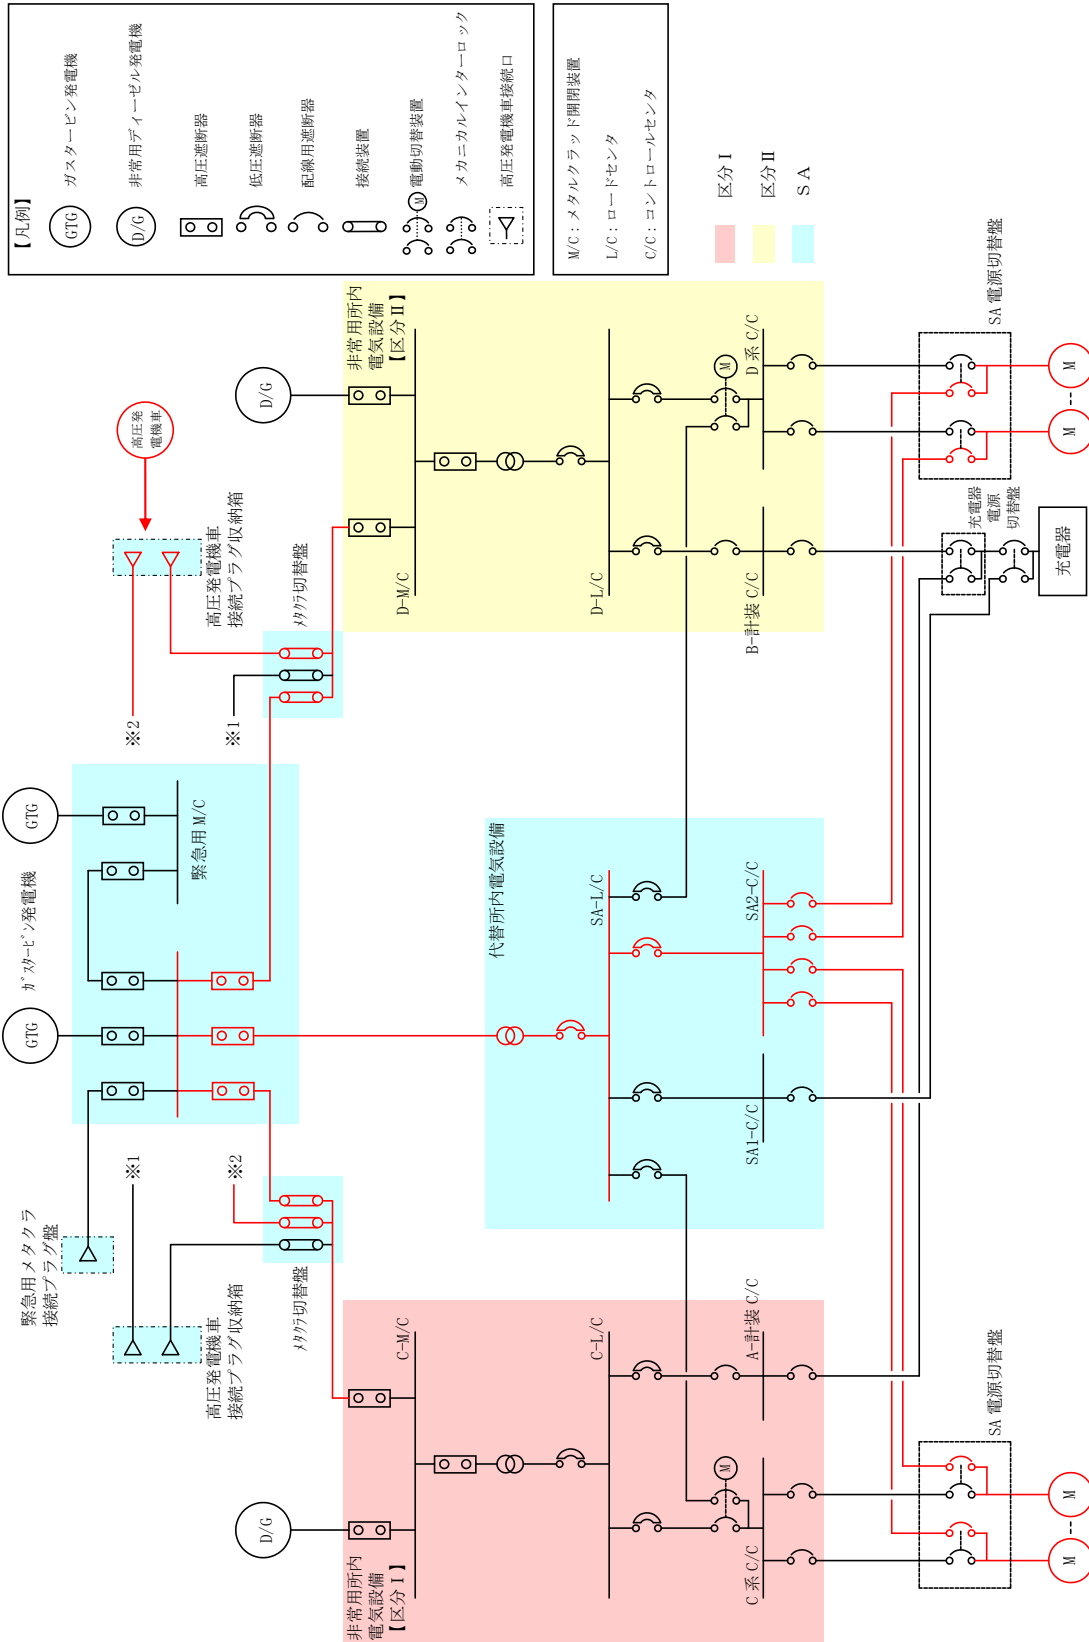 【凡例】
GTG
ガスタービン発電機
D/G
非常用ディーゼル発電機
高圧遮断器
低圧遮断器
配線用遮断器
接続装置
M
電動切替装置
メカニカルインターロック
高圧発電機車接続口
M/C：メタルクラッド開閉装置
L/C：ロードセンタ
C/C：コントロールセンタ
区分Ⅰ
区分Ⅱ
ＳＡ
緊急用メタクラ
接続プラグ盤
高圧発電機車
接続プラグ収納箱
※1
※2
GTG
ｶﾞｽﾀｰﾋﾞﾝ発電機
GTG
緊急用 M/C
※2
※1
高圧発
電機車
高圧発電機車
接続プラグ収納箱
ﾒﾀｸﾗ切替盤
ﾒﾀｸﾗ切替盤
D/G
非常用所内
電気設備
【区分Ⅰ】
C-M/C
C-L/C
M
C 系 C/C
A-計装 C/C
代替所内電気設備
SA-L/C
SA1-C/C
SA2-C/C
D/G
非常用所内
電気設備
【区分Ⅱ】
D-M/C
D-L/C
M
B-計装 C/C
D 系 C/C
SA 電源切替盤
M
M
充電器
電源
切替盤
充電器
SA 電源切替盤
M
M